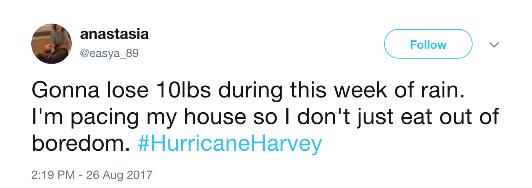 anastasia
@easya_89
Follow
Gonna lose 10lbs during this week of rain.
I'm pacing my house so I don't just eat out of
boredom. #HurricaneHarvey
2:19 PM - 26 Aug 2017